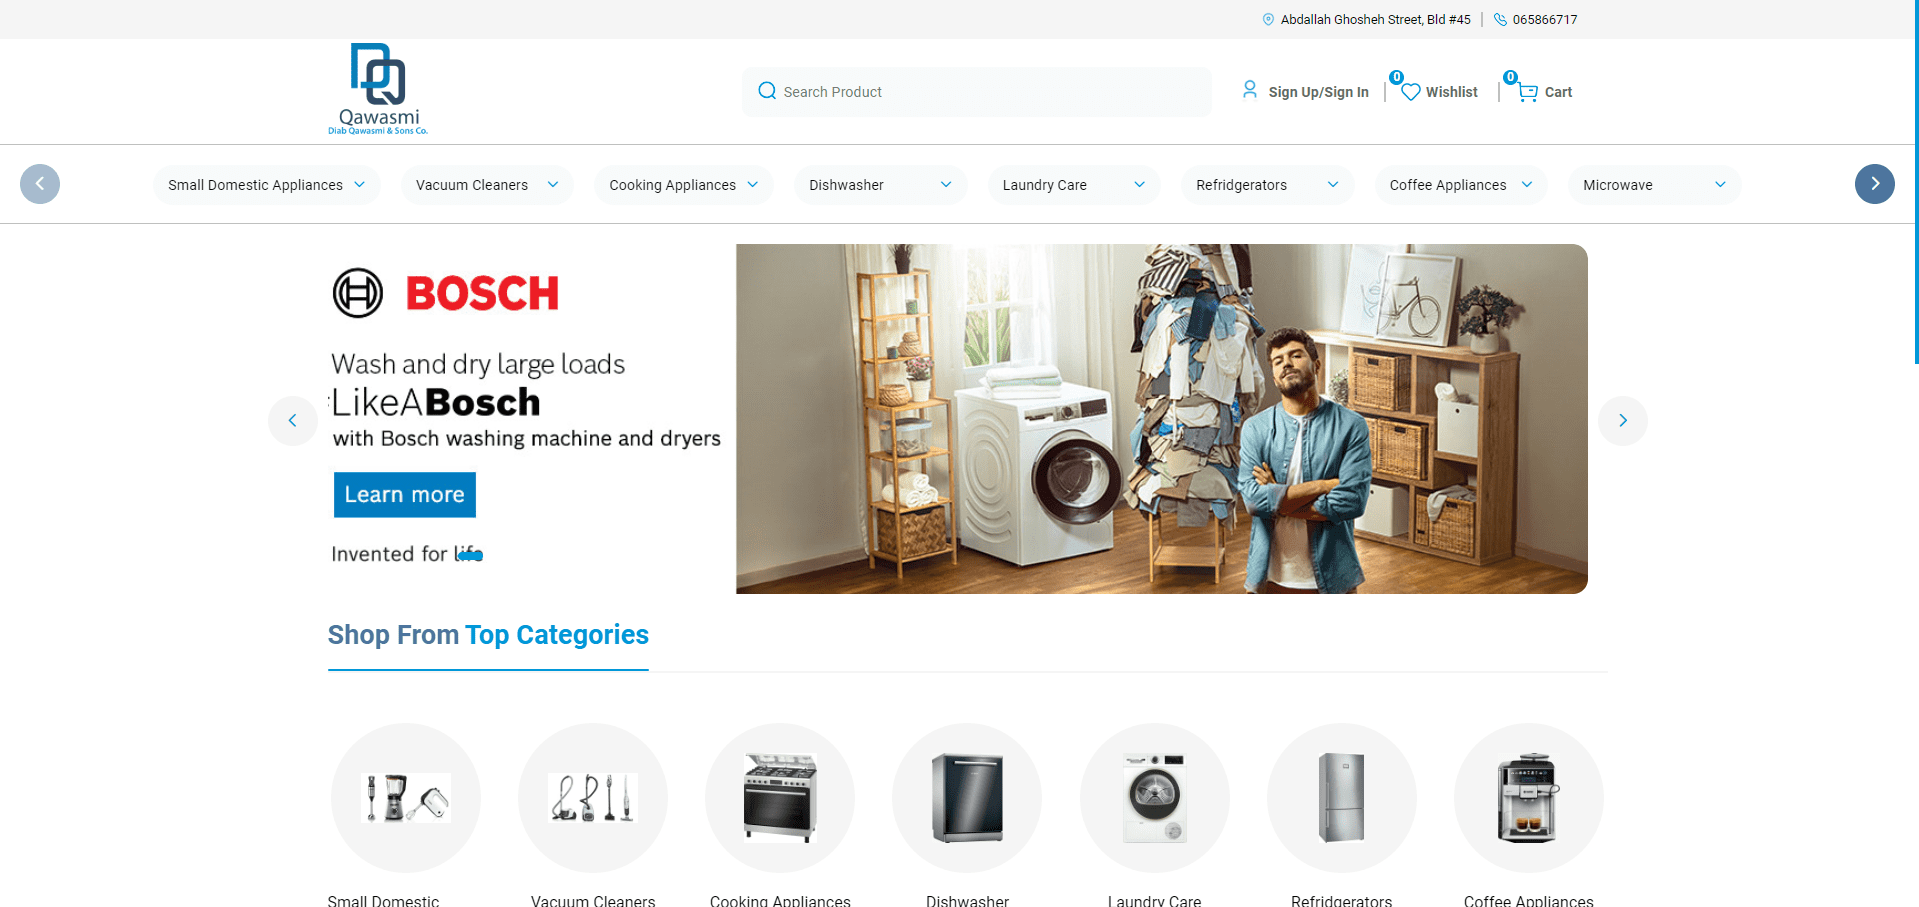 Abdallah Ghosheh Street, Bld #45
065866717
Qawasmi
Diab Qawasmi & Sons Co.
Search Product
Sign Up/Sign In
0
Wishlist
0
Cart
Small Domestic Appliances
Vacuum Cleaners
Cooking Appliances
Dishwasher
Laundry Care
Refridgerators
Coffee Appliances
Microwave
BOSCH
Wash and dry large loads
LikeABosch
with Bosch washing machine and dryers
Learn more
Invented for life
Shop From Top Categories
Small Domestic
Vacuum Cleaners
Cooking Appliances
Dishwasher
Laundry Care
Refridgerators
Coffee Appliances